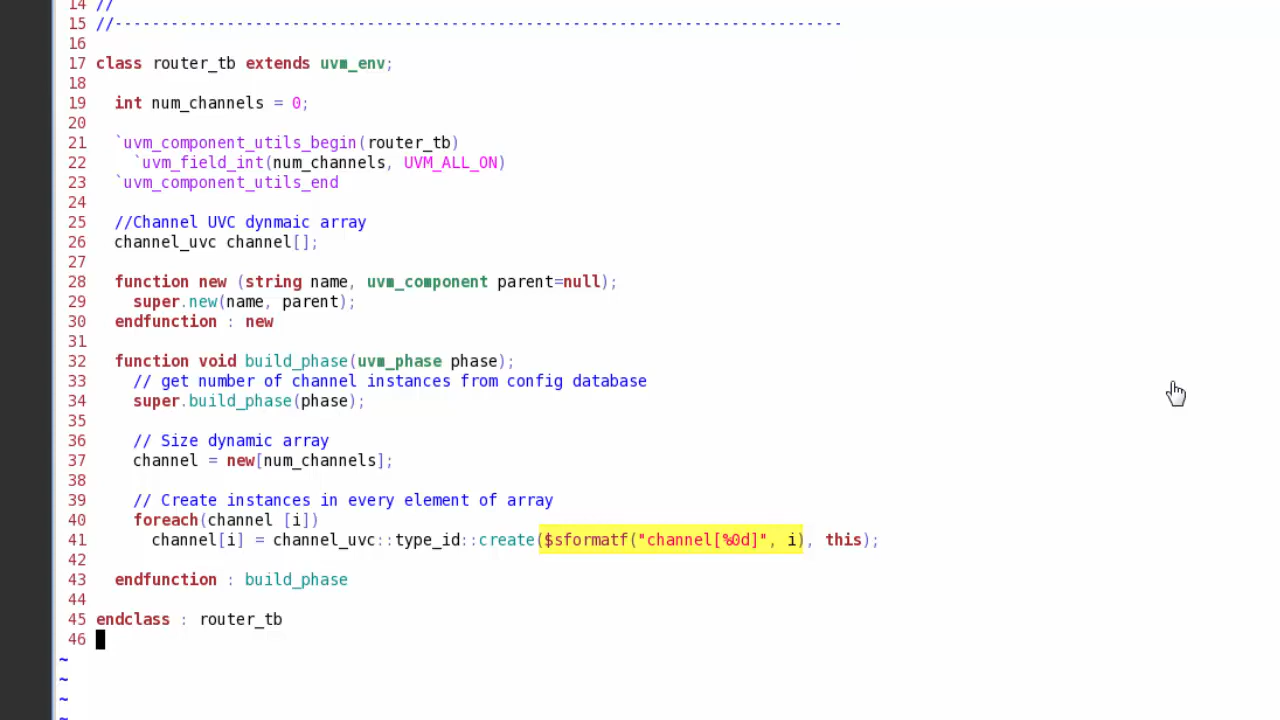 14 //
15 //------------------------------------------------------------------------------
16
17 class router_tb extends uvm_env;
18
19   int num_channels = 0;
20
21   `uvm_component_utils_begin(router_tb)
22     `uvm_field_int(num_channels, UVM_ALL_ON)
23   `uvm_component_utils_end
24
25   //Channel UVC dynmaic array
26   channel_uvc channel[];
27
28   function new (string name, uvm_component parent=null);
29     super.new(name, parent);
30   endfunction : new
31
32   function void build_phase(uvm_phase phase);
33     // get number of channel instances from config database
34     super.build_phase(phase);
35
36     // Size dynamic array
37     channel = new[num_channels];
38
39     // Create instances in every element of array
40     foreach(channel [i])
41       channel[i] = channel_uvc::type_id::create($sformatf("channel[%0d]", i), this);
42
43   endfunction : build_phase
44
45 endclass : router_tb
46
~
~
~
~